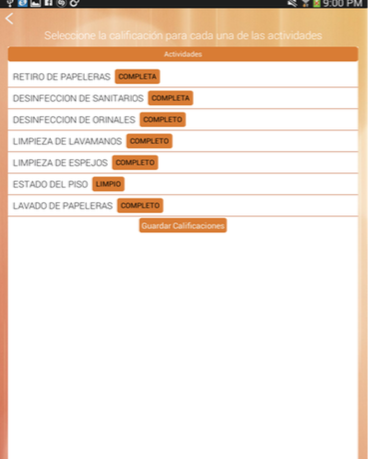 9:00 PM
Seleccione la calificación para cada una de las actividades
Actividades
RETIRO DE PAPELERAS COMPLETA
DESINFECCION DE SANITARIOS COMPLETA
DESINFECCION DE ORINALES COMPLETO
LIMPIEZA DE LAVAMANOS COMPLETO
LIMPIEZA DE ESPEJOS COMPLETO
ESTADO DEL PISO LIMPIO
LAVADO DE PAPELERAS COMPLETO
Guardar Calificaciones